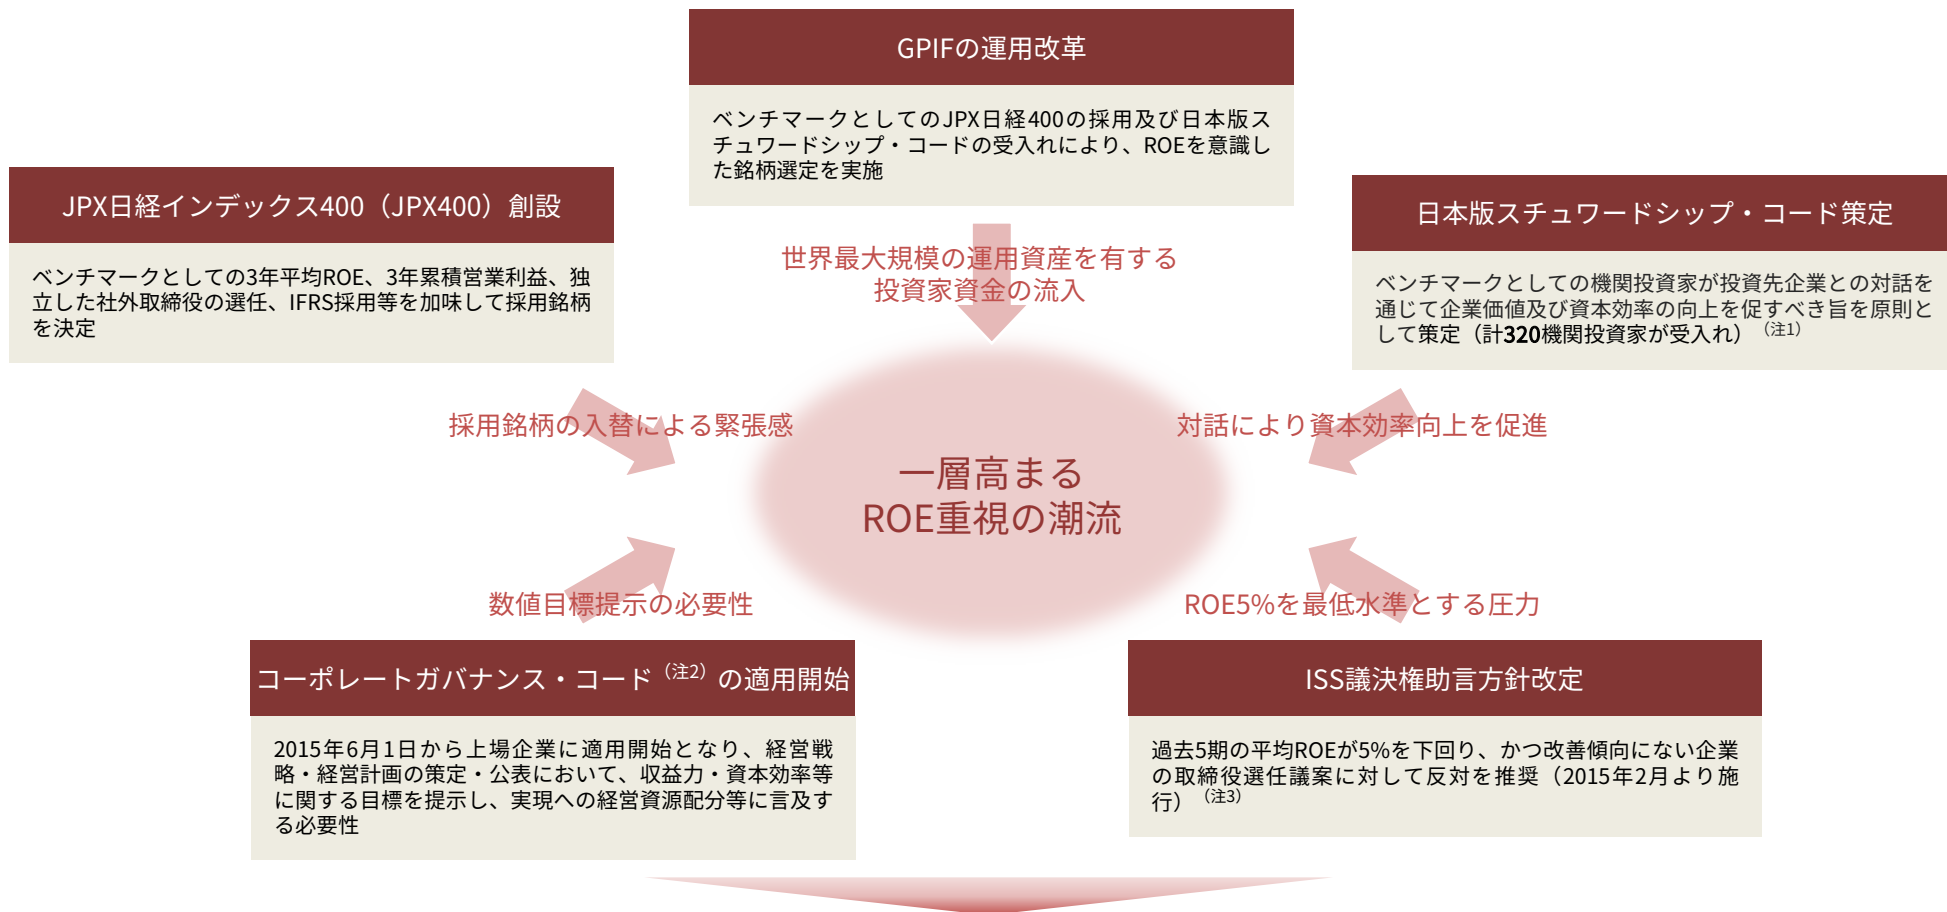 GPIFの運用改革
ベンチマークとしてのJPX日経400の採用及び日本版ス
チュワードシップ・コードの受入れにより、ROEを意識し
た銘柄選定を実施
JPX日経インデックス400（JPX400）創設
ベンチマークとしての3年平均ROE、3年累積営業利益、独
立した社外取締役の選任、IFRS採用等を加味して採用銘柄
を決定
日本版スチュワードシップ・コード策定
ベンチマークとしての機関投資家が投資先企業との対話を
通じて企業価値及び資本効率の向上を促すべき旨を原則と
して策定（計320機関投資家が受入れ）（注1）
世界最大規模の運用資産を有する
投資家資金の流入
採用銘柄の入替による緊張感
対話により資本効率向上を促進
一層高まる
ROE重視の潮流
数値目標提示の必要性
ROE5%を最低水準とする圧力
コーポレートガバナンス・コード（注2）の適用開始
2015年6月1日から上場企業に適用開始となり、経営戦
略・経営計画の策定・公表において、収益力・資本効率等
に関する目標を提示し、実現への経営資源配分等に言及す
る必要性
ISS議決権助言方針改定
過去5期の平均ROEが5%を下回り、かつ改善傾向にない企業
の取締役選任議案に対して反対を推奨（2015年2月より施
行）（注3）